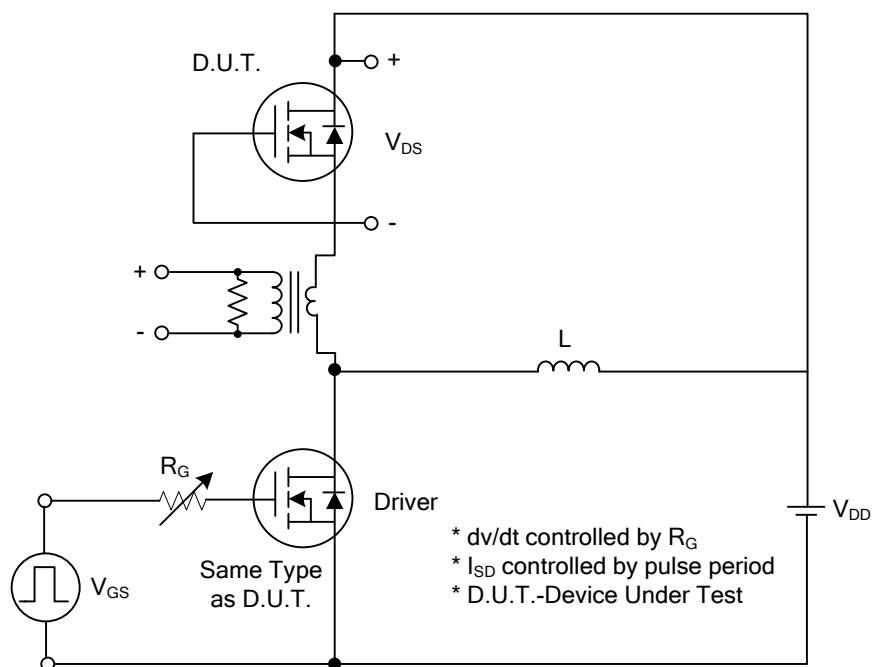 D.U.T.
+
V_DS
-
+
-
L
R_G
Driver
V_DD
V_GS
Same Type
as D.U.T.
* dv/dt controlled by R_G
* I_SD controlled by pulse period
* D.U.T.-Device Under Test